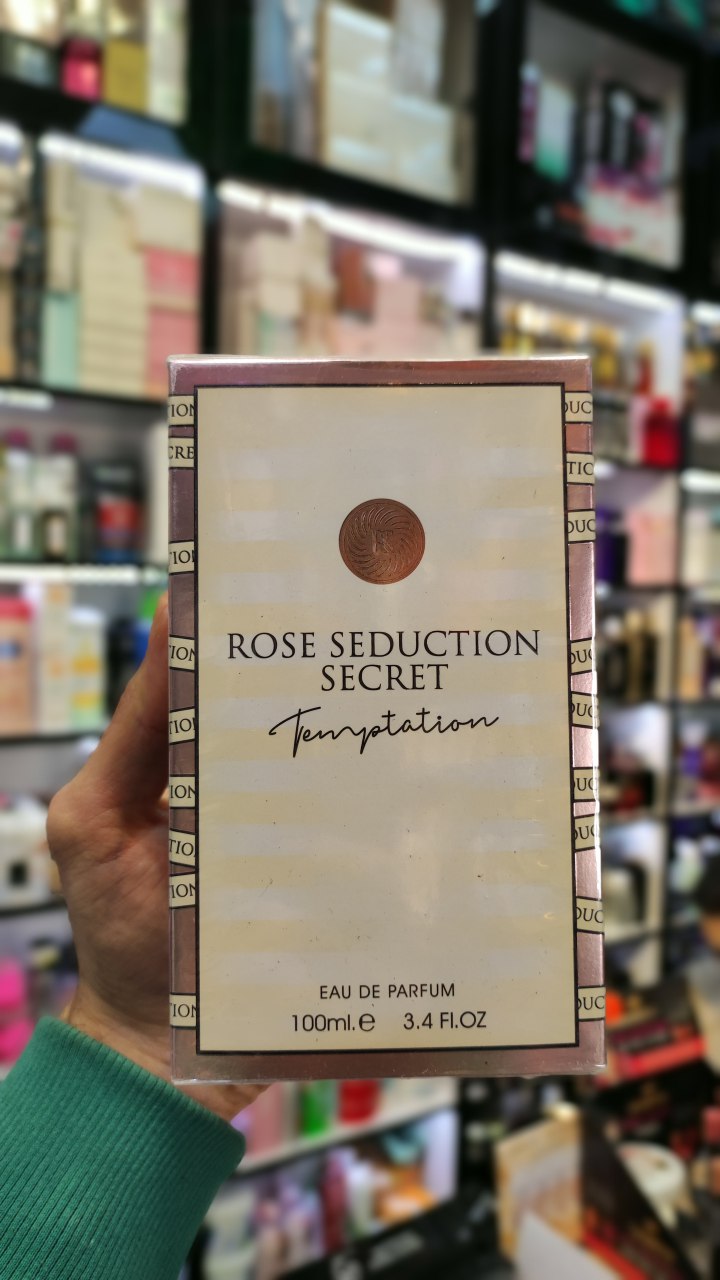 ROSE SEDUCTION
SECRET
Temptation
EAU DE PARFUM
100ml.e 3.4 Fl.OZ